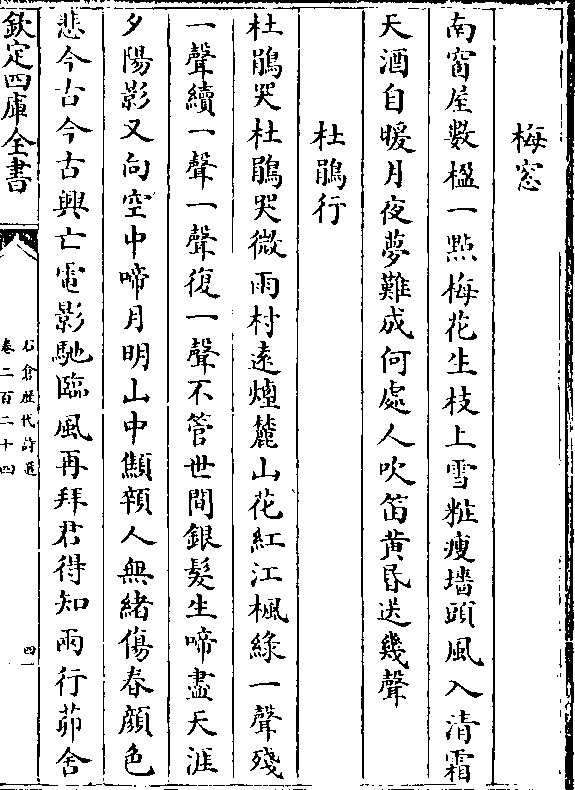 梅窓
南窗屋數楹一點梅花生枝上雪粧瘦墻頭風入清霜
天酒自暖月夜夢難成何處人吹笛黄昏送幾聲
杜鵑行
杜鵑哭杜鵑哭微雨村逺煙麓山花紅江楓緑一聲殘
一聲續一聲一聲復一聲不管世間銀髮生啼盡天涯
夕陽影又向空中啼月明山中顦顇人無緒傷春顔色
悲今古今古興亡電影馳臨風再拜君得知兩行茆舍
欽定四庫全書
石倉歴代詩選
卷二百二十四
四一